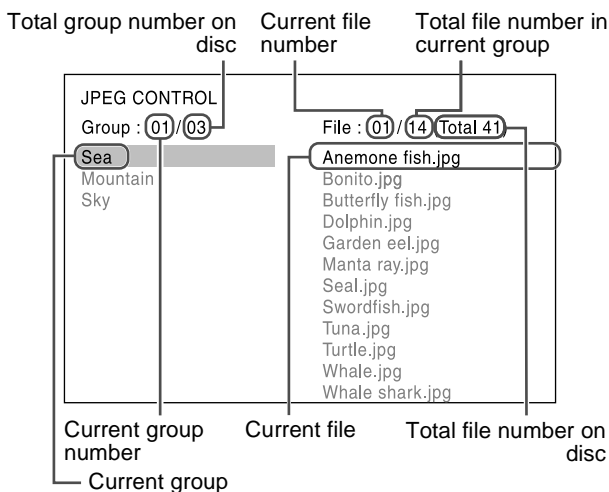 Total group number on
disc
Current file
number
Total file number in
current group
JPEG CONTROL
Group : 01 / 03
File : 01 / 14 (Total 41)
Sea
Mountain
Sky
Anemone fish.jpg
Bonito.jpg
Butterfly fish.jpg
Dolphin.jpg
Garden eel.jpg
Manta ray.jpg
Seal.jpg
Swordfish.jpg
Tuna.jpg
Turtle.jpg
Whale.jpg
Whale shark.jpg
Current group
number
Current file
Total file number on
disc
Current group